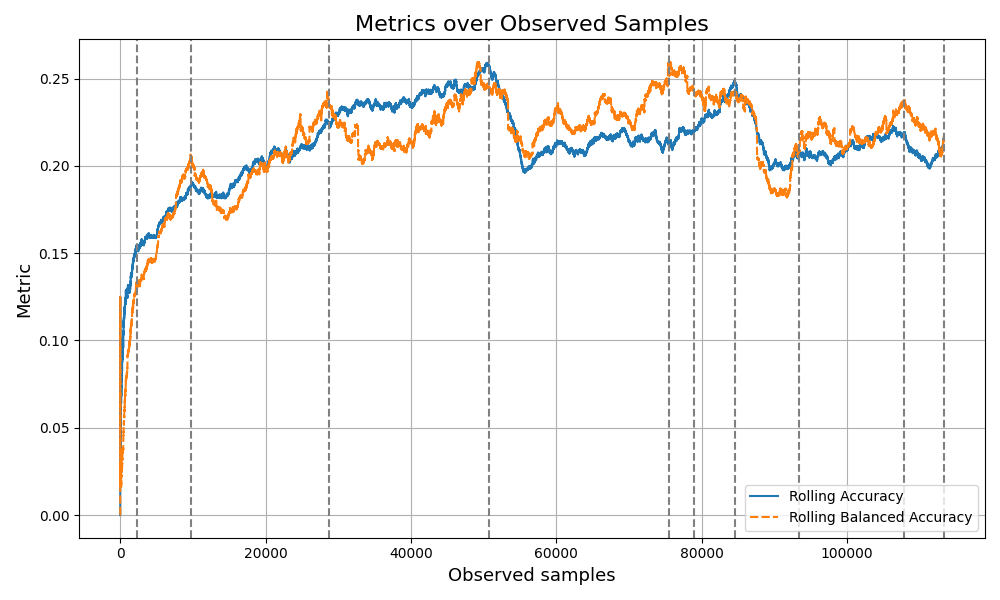 Metrics over Observed Samples
Metric
0.25
0.20
0.15
0.10
0.05
0.00
0
20000
40000
60000
80000
100000
Observed samples
Rolling Accuracy
Rolling Balanced Accuracy